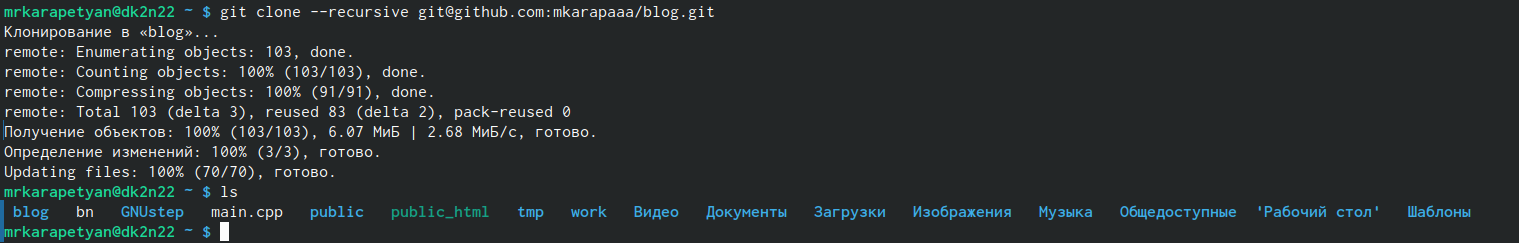 mrkarapetyan@dk2n22 ~ $ git clone --recursive git@github.com:mkarapaaa/blog.git
Клонирование в «blog»...
remote: Enumerating objects: 103, done.
remote: Counting objects: 100% (103/103), done.
remote: Compressing objects: 100% (91/91), done.
remote: Total 103 (delta 3), reused 83 (delta 2), pack-reused 0
Получение объектов: 100% (103/103), 6.07 МиБ | 2.68 МиБ/с, готово.
Определение изменений: 100% (3/3), готово.
Updating files: 100% (70/70), готово.
mrkarapetyan@dk2n22 ~ $ ls
blog bn GNUstep main.cpp public public_html tmp work Видео Документы Загрузки Изображения Музыка Общедоступные 'Рабочий стол' Шаблоны
mrkarapetyan@dk2n22 ~ $